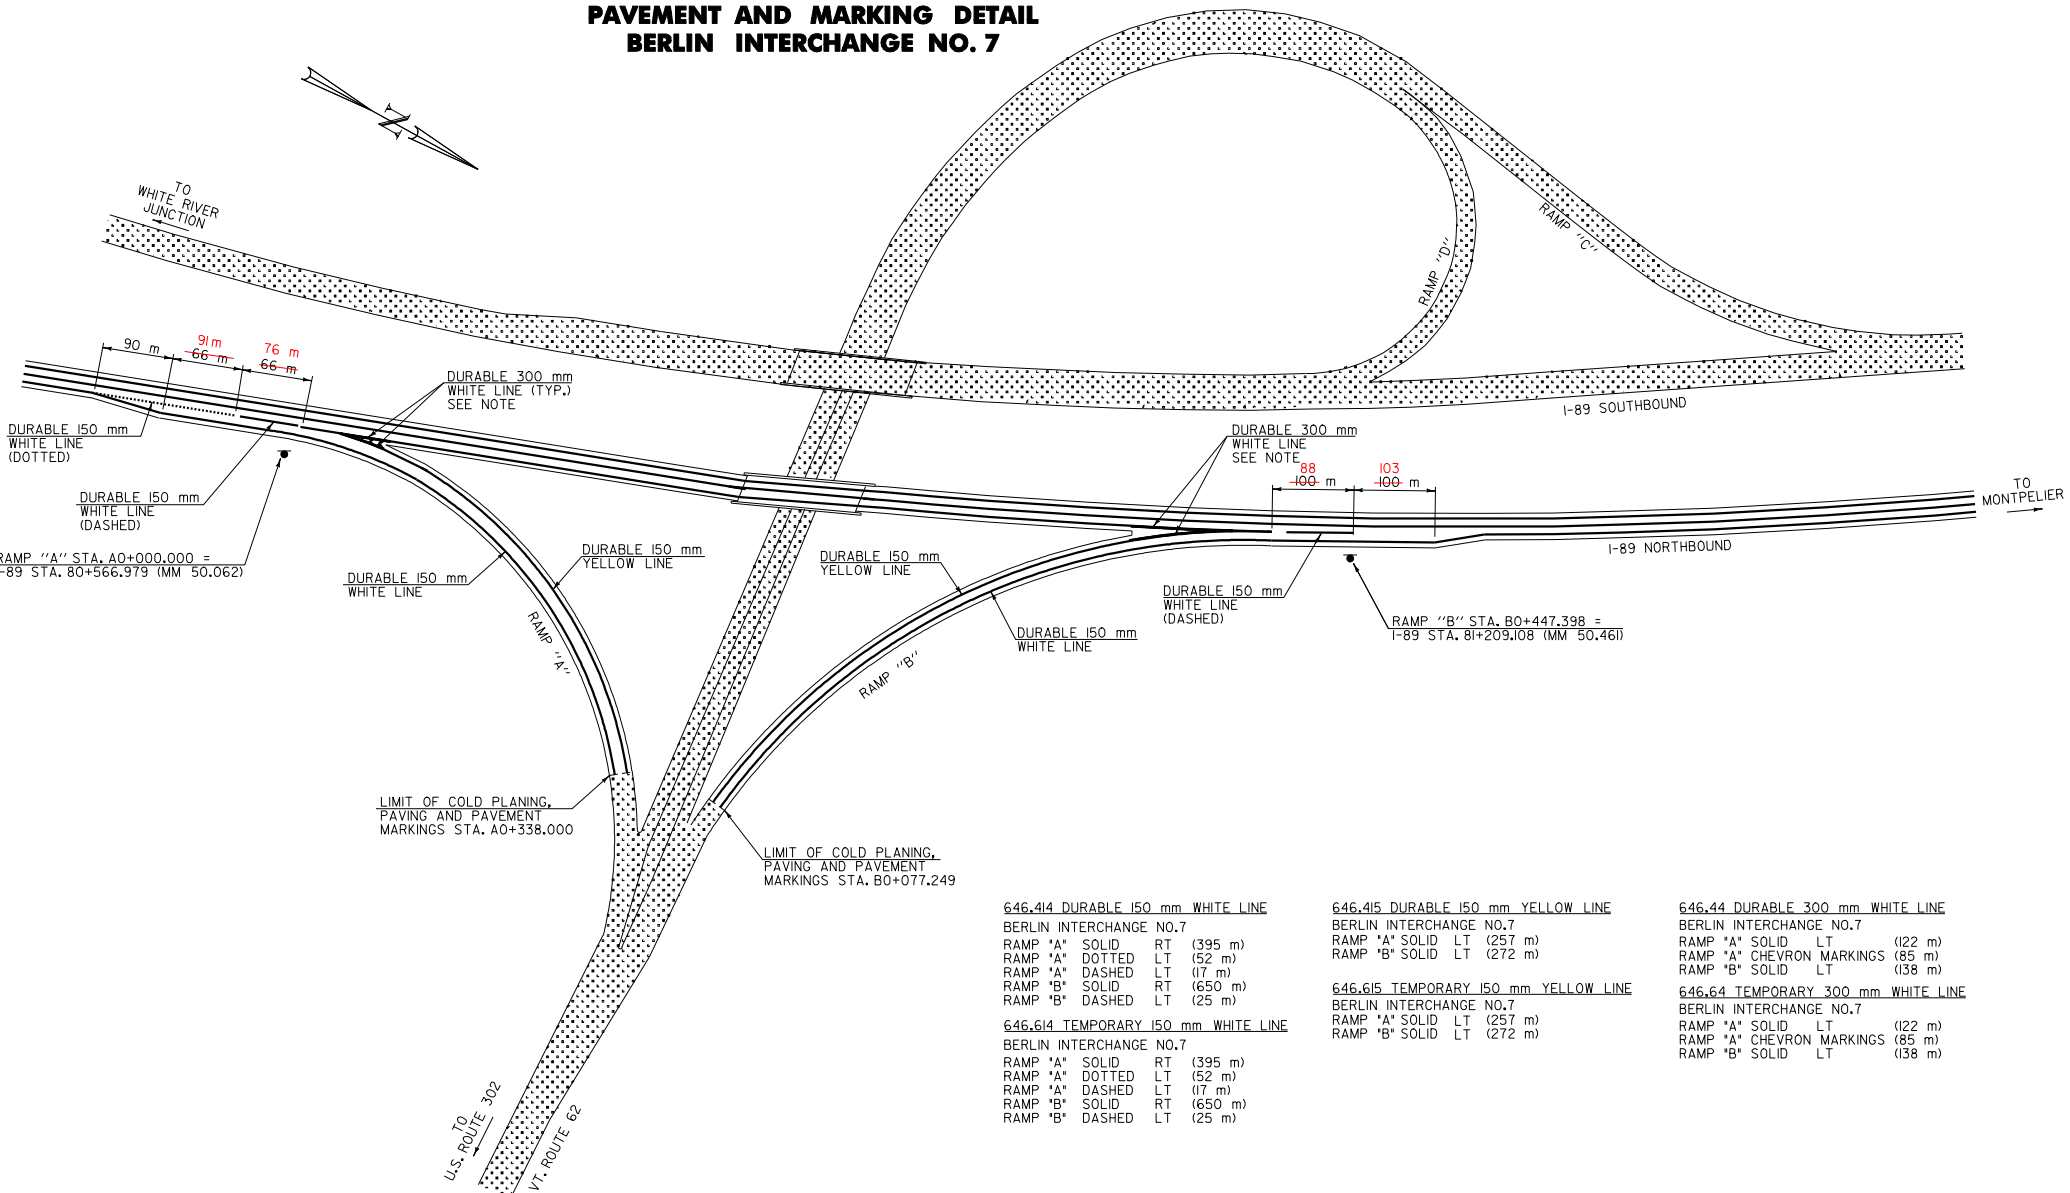 PAVEMENT AND MARKING DETAIL
BERLIN INTERCHANGE NO. 7
N
TO
WHITE RIVER
JUNCTION
RAMP "C"
RAMP "D"
I-89 SOUTHBOUND
90 m
91m
66 m
76 m
66 m
DURABLE 300 mm
WHITE LINE (TYP.)
SEE NOTE
DURABLE 150 mm
WHITE LINE
(DOTTED)
DURABLE 150 mm
WHITE LINE
(DASHED)
RAMP "A" STA. A0+000.000 =
I-89 STA. 80+566.979 (MM 50.062)
DURABLE 150 mm
WHITE LINE
DURABLE 150 mm
YELLOW LINE
RAMP "A"
DURABLE 300 mm
WHITE LINE
SEE NOTE
88
100 m
103
100 m
TO
MONTPELIER
I-89 NORTHBOUND
DURABLE 150 mm
YELLOW LINE
DURABLE 150 mm
WHITE LINE
(DASHED)
DURABLE 150 mm
WHITE LINE
RAMP "B"
RAMP "B" STA. B0+447.398 =
I-89 STA. 81+209.108 (MM 50.461)
LIMIT OF COLD PLANING,
PAVING AND PAVEMENT
MARKINGS STA. A0+338.000
LIMIT OF COLD PLANING,
PAVING AND PAVEMENT
MARKINGS STA. B0+077.249
TO
U.S. ROUTE 302
VT. ROUTE 62
646.414 DURABLE 150 mm WHITE LINE
BERLIN INTERCHANGE NO.7
RAMP "A" SOLID RT (395 m)
RAMP "A" DOTTED LT (52 m)
RAMP "A" DASHED LT (17 m)
RAMP "B" SOLID RT (650 m)
RAMP "B" DASHED LT (25 m)
646.614 TEMPORARY 150 mm WHITE LINE
BERLIN INTERCHANGE NO.7
RAMP "A" SOLID RT (395 m)
RAMP "A" DOTTED LT (52 m)
RAMP "A" DASHED LT (17 m)
RAMP "B" SOLID RT (650 m)
RAMP "B" DASHED LT (25 m)
646.415 DURABLE 150 mm YELLOW LINE
BERLIN INTERCHANGE NO.7
RAMP "A" SOLID LT (257 m)
RAMP "B" SOLID LT (272 m)
646.615 TEMPORARY 150 mm YELLOW LINE
BERLIN INTERCHANGE NO.7
RAMP "A" SOLID LT (257 m)
RAMP "B" SOLID LT (272 m)
646.44 DURABLE 300 mm WHITE LINE
BERLIN INTERCHANGE NO.7
RAMP "A" SOLID LT (122 m)
RAMP "A" CHEVRON MARKINGS (85 m)
RAMP "B" SOLID LT (138 m)
646.64 TEMPORARY 300 mm WHITE LINE
BERLIN INTERCHANGE NO.7
RAMP "A" SOLID LT (122 m)
RAMP "A" CHEVRON MARKINGS (85 m)
RAMP "B" SOLID LT (138 m)